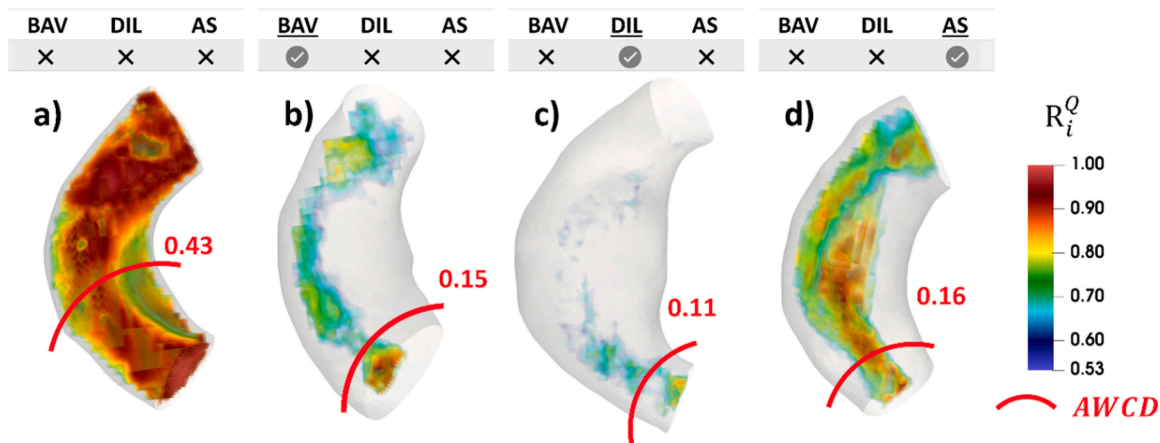 BAV DIL AS
× × ×
BAV DIL AS
✓ × ×
BAV DIL AS
× ✓ ×
BAV DIL AS
× × ✓
a)
b)
c)
d)
0.43
0.15
0.11
0.16
R_i^Q
1.00
0.90
0.80
0.70
0.60
0.53
AWCD